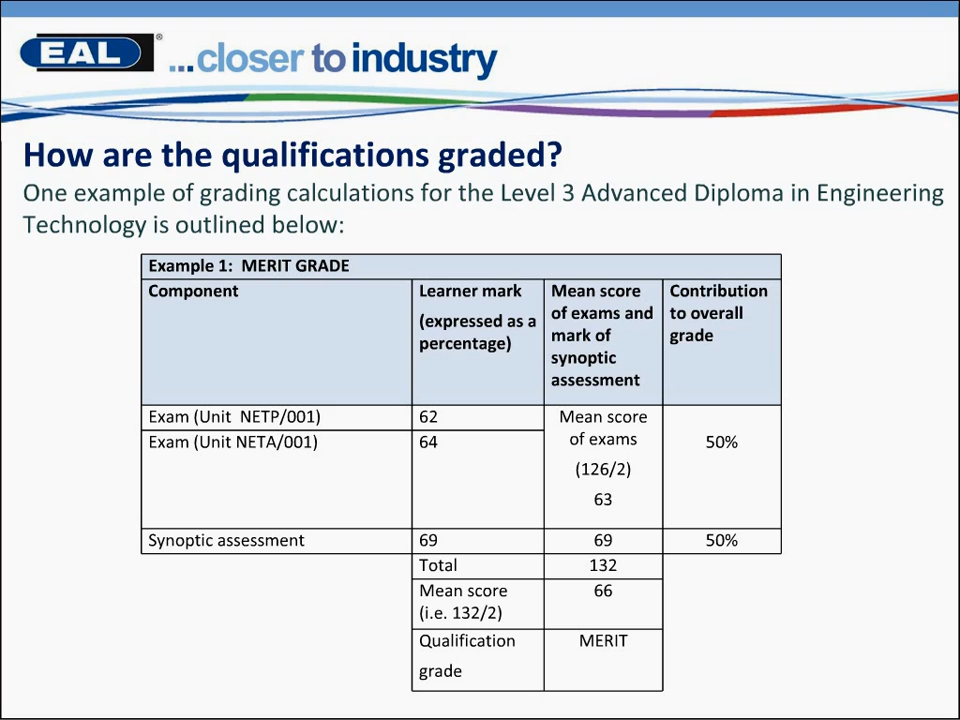 EAL®
...closer to industry
How are the qualifications graded?
One example of grading calculations for the Level 3 Advanced Diploma in Engineering
Technology is outlined below:
Example 1: MERIT GRADE
Component
Learner mark
(expressed as a
percentage)
Mean score
of exams and
mark of
synoptic
assessment
Contribution
to overall
grade
Exam (Unit NETP/001)
62
Mean score
of exams
(126/2)
63
50%
Exam (Unit NETA/001)
64
Synoptic assessment
69
69
50%
Total
132
Mean score
(i.e. 132/2)
66
Qualification
grade
MERIT